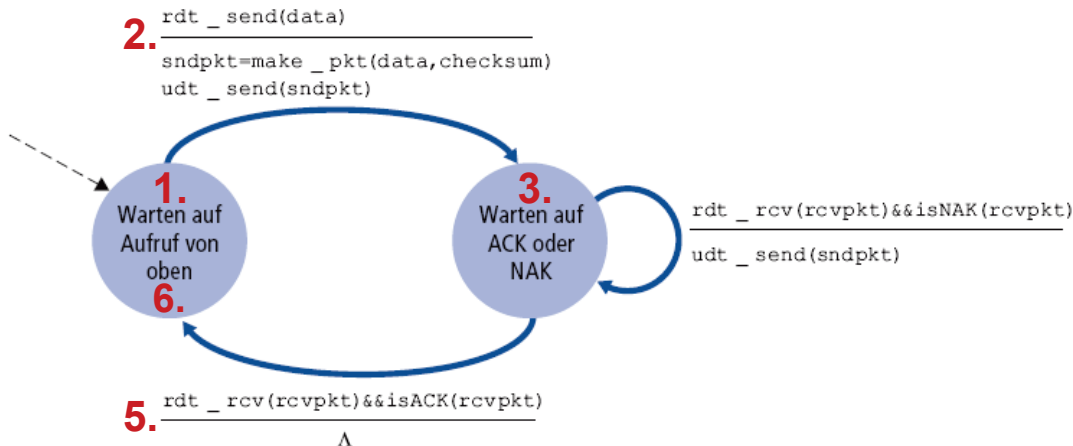 2. rdt _ send(data)
sndpkt=make _ pkt(data,checksum)
udt _ send(sndpkt)
1.
Warten auf
Aufruf von
oben
6.
3.
Warten auf
ACK oder
NAK
rdt _ rcv(rcvpkt)&&isNAK(rcvpkt)
udt _ send(sndpkt)
5. rdt _ rcv(rcvpkt)&&isACK(rcvpkt)
Λ